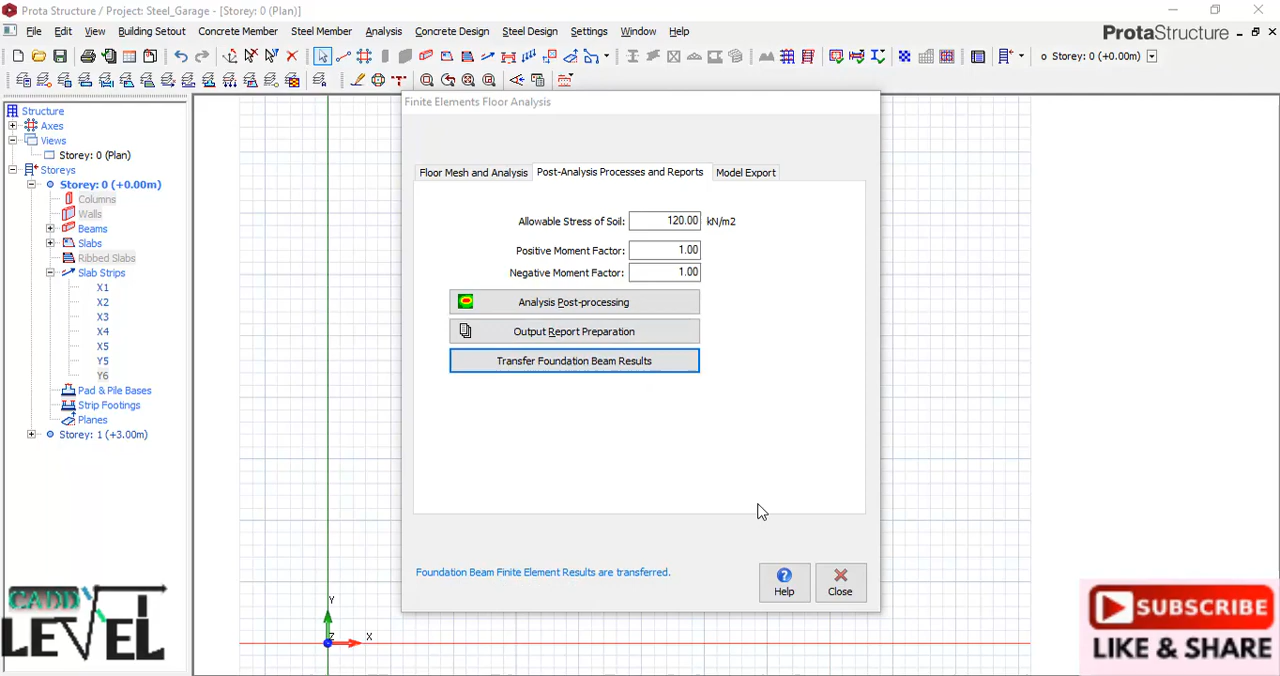 Prota Structure / Project: Steel_Garage - [Storey: 0 (Plan)]
File Edit View Building Setout Concrete Member Steel Member Analysis Concrete Design Steel Design Settings Window Help
ProtaStructure
Storey: 0 (+0.00m)
Structure
Axes
Views
Storey: 0 (Plan)
Storeys
Storey: 0 (+0.00m)
Columns
Walls
Beams
Slabs
Ribbed Slabs
Slab Strips
X1
X2
X3
X4
X5
Y5
Y6
Pad & Pile Bases
Strip Footings
Planes
Storey: 1 (+3.00m)
Finite Elements Floor Analysis
Floor Mesh and Analysis Post-Analysis Processes and Reports Model Export
Allowable Stress of Soil: 120.00 kN/m2
Positive Moment Factor: 1.00
Negative Moment Factor: 1.00
Analysis Post-processing
Output Report Preparation
Transfer Foundation Beam Results
Foundation Beam Finite Element Results are transferred.
Help Close
Y
Z
X
CADD
LEVEL
SUBSCRIBE
LIKE & SHARE